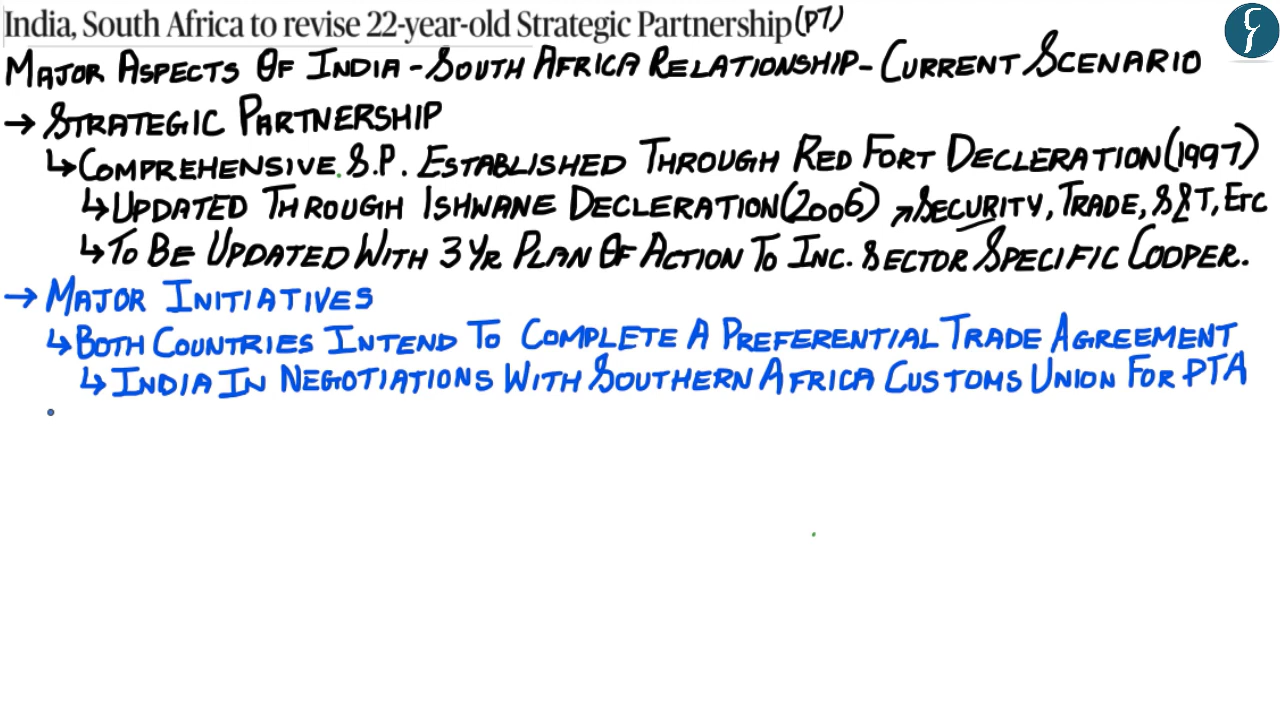 India, South Africa to revise 22-year-old Strategic Partnership (P7)
MAJOR ASPECTS OF INDIA - SOUTH AFRICA RELATIONSHIP - CURRENT SCENARIO
→ STRATEGIC PARTNERSHIP
↳ COMPREHENSIVE S.P. ESTABLISHED THROUGH RED FORT DECLERATION (1997)
↳ UPDATED THROUGH ISHWANE DECLERATION (2006) ↗ SECURITY, TRADE, S&T, ETC
↳ TO BE UPDATED WITH 3 YR PLAN OF ACTION TO INC. SECTOR SPECIFIC COOPER.
→ MAJOR INITIATIVES
↳ BOTH COUNTRIES INTEND TO COMPLETE A PREFERENTIAL TRADE AGREEMENT
↳ INDIA IN NEGOTIATIONS WITH SOUTHERN AFRICA CUSTOMS UNION FOR PTA